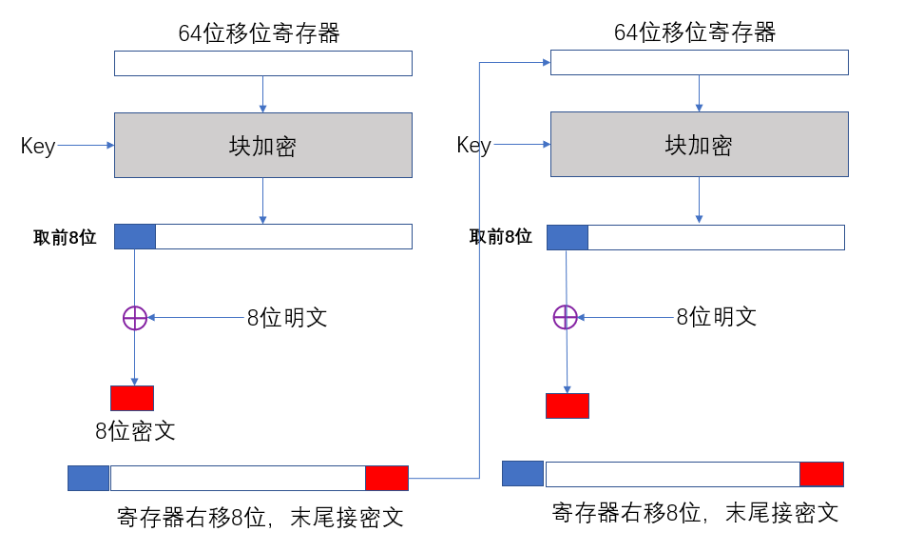 64位移位寄存器
Key
块加密
取前8位
8位明文
8位密文
寄存器右移8位，末尾接密文
64位移位寄存器
Key
块加密
取前8位
8位明文
寄存器右移8位，末尾接密文